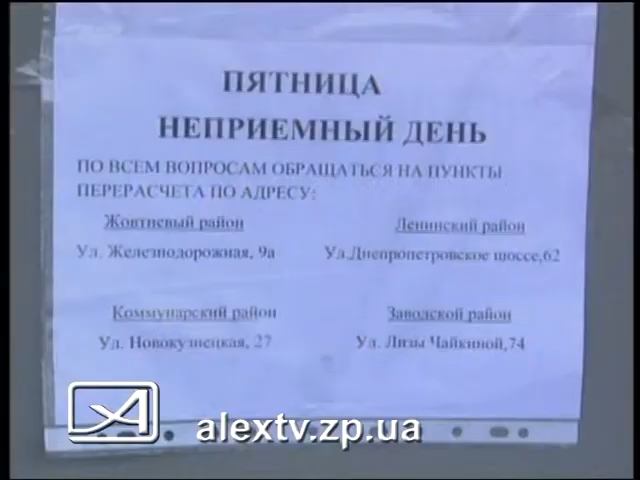 ПЯТНИЦА
НЕПРИЕМНЫЙ ДЕНЬ
ПО ВСЕМ ВОПРОСАМ ОБРАЩАТЬСЯ НА ПУНКТЫ
ПЕРЕРАСЧЕТА ПО АДРЕСУ:
Жовтневый район
Ул. Железнодорожная, 9а
Ленинский район
Ул.Днепропетровское шоссе,62
Коммунарский район
Ул. Новокузнецкая, 27
Заводской район
Ул. Лизы Чайкиной,74
alextv.zp.ua